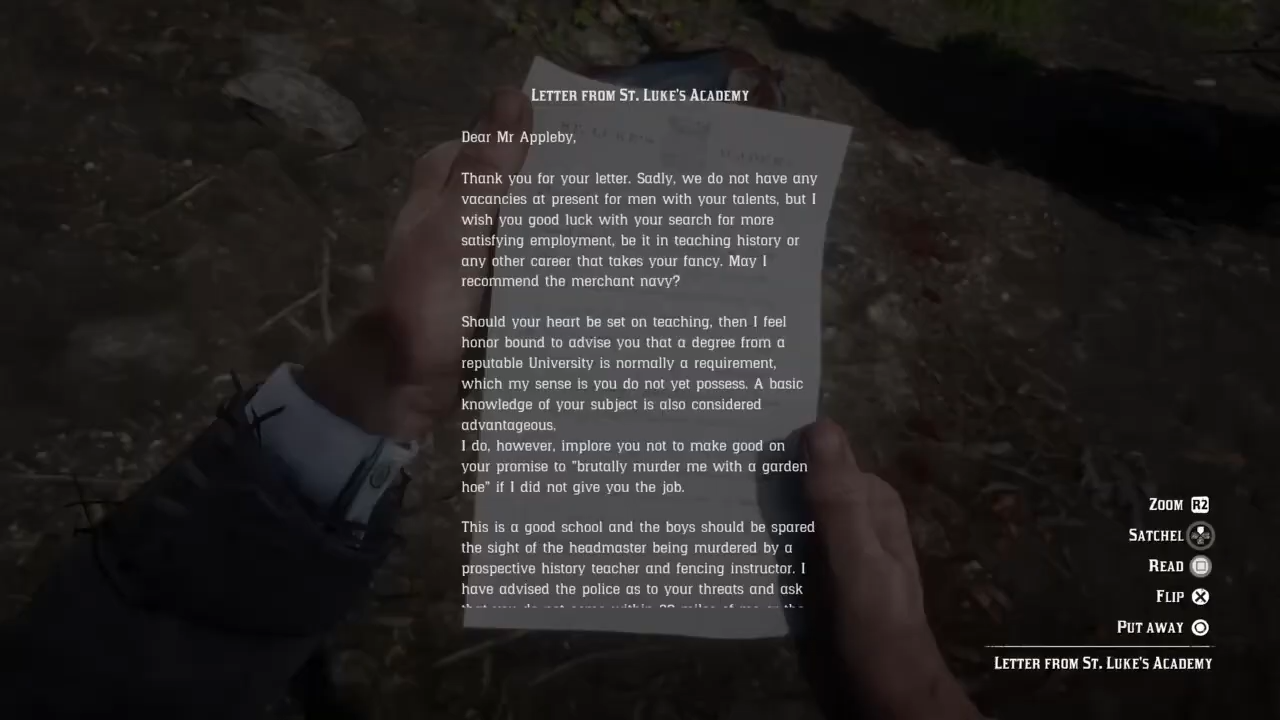 Letter from St. Luke's Academy
Dear Mr Appleby,
Thank you for your letter. Sadly, we do not have any
vacancies at present for men with your talents, but I
wish you good luck with your search for more
satisfying employment, be it in teaching history or
any other career that takes your fancy. May I
recommend the merchant navy?
Should your heart be set on teaching, then I feel
honor bound to advise you that a degree from a
reputable University is normally a requirement,
which my sense is you do not yet possess. A basic
knowledge of your subject is also considered
advantageous.
I do, however, implore you not to make good on
your promise to "brutally murder me with a garden
hoe" if I did not give you the job.
This is a good school and the boys should be spared
the sight of the headmaster being murdered by a
prospective history teacher and fencing instructor. I
have advised the police as to your threats and ask
Zoom R2
Satchel
Read
Flip
Put away
Letter from St. Luke's Academy